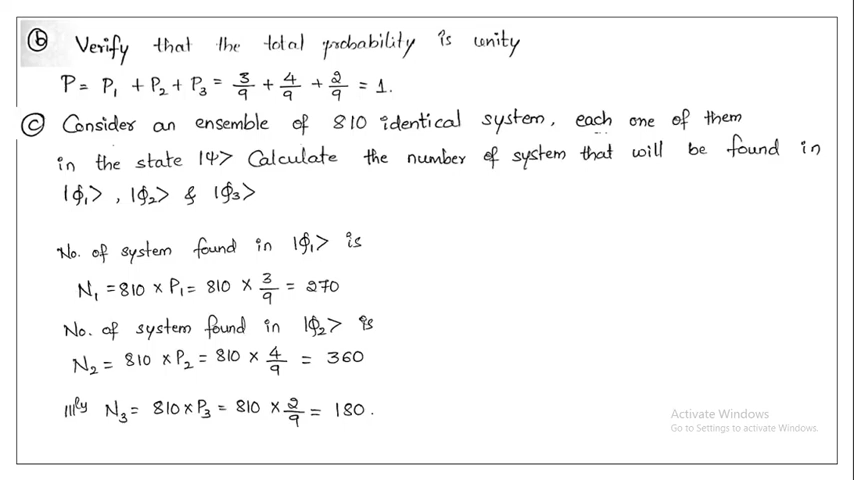 (b) Verify that the total probability is unity
P = P₁ + P₂ + P₃ = 3/9 + 4/9 + 2/9 = 1.
(c) Consider an ensemble of 810 identical system, each one of them
in the state |Ψ> Calculate the number of system that will be found in
|φ₁>, |φ₂> & |φ₃>
No. of system found in |φ₁> is
N₁ = 810 × P₁ = 810 × 3/9 = 270
No. of system found in |φ₂> is
N₂ = 810 × P₂ = 810 × 4/9 = 360
IIIly N₃ = 810 × P₃ = 810 × 2/9 = 180.
Activate Windows
Go to Settings to activate Windows.